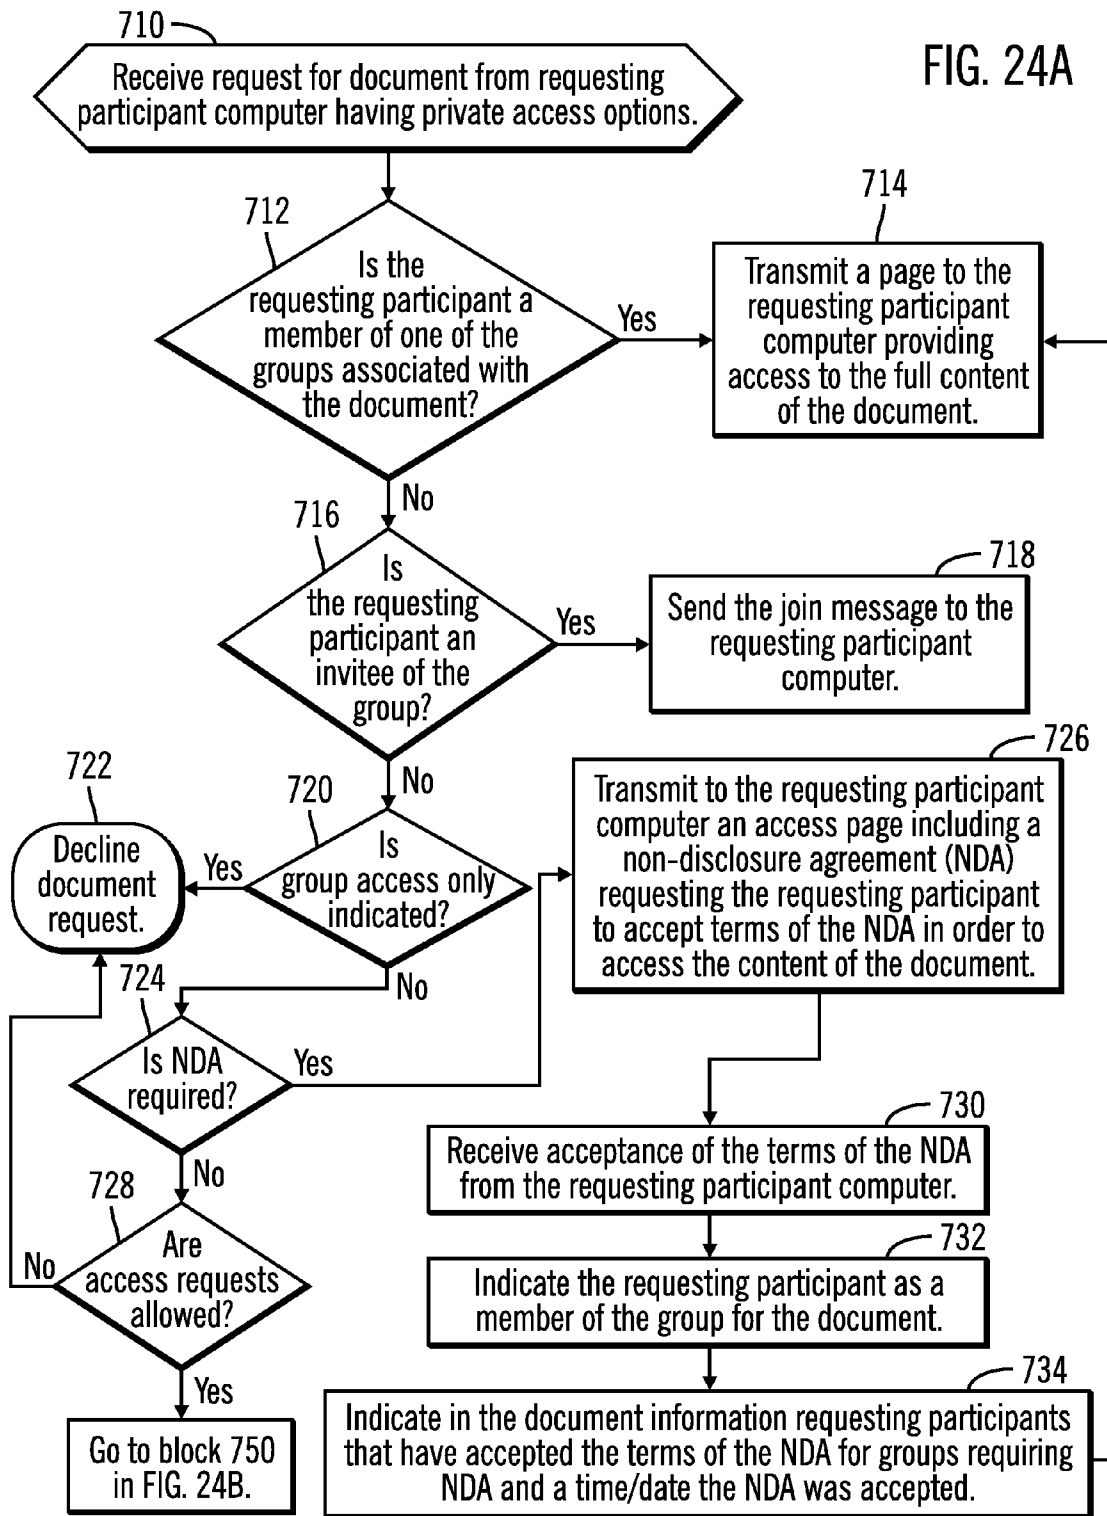 710
FIG. 24A
Receive request for document from requesting
participant computer having private access options.
712
Is the
requesting participant a
member of one of the
groups associated with
the document?
Yes
714
Transmit a page to the
requesting participant
computer providing
access to the full content
of the document.
No
716
Is
the requesting
participant an
invitee of the
group?
Yes
718
Send the join message to the
requesting participant
computer.
No
720
Is
group access only
indicated?
Yes
722
Decline
document
request.
No
724
Is NDA
required?
Yes
726
Transmit to the requesting participant
computer an access page including a
non-disclosure agreement (NDA)
requesting the requesting participant
to accept terms of the NDA in order to
access the content of the document.
No
728
Are
access requests
allowed?
No
Yes
Go to block 750
in FIG. 24B.
730
Receive acceptance of the terms of the NDA
from the requesting participant computer.
732
Indicate the requesting participant as a
member of the group for the document.
734
Indicate in the document information requesting participants
that have accepted the terms of the NDA for groups requiring
NDA and a time/date the NDA was accepted.